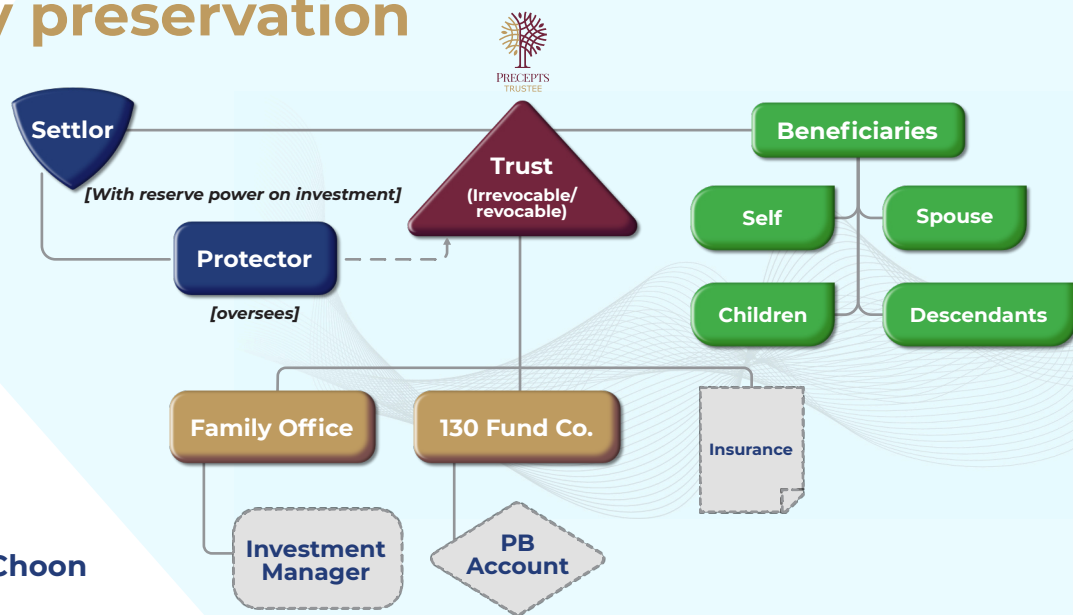 y preservation
PRECEPTS
TRUSTEE
Settlor
Trust
(Irrevocable/
revocable)
Beneficiaries
[With reserve power on investment]
Self
Spouse
Protector
[oversees]
Children
Descendants
Family Office
130 Fund Co.
Insurance
Investment
Manager
PB
Account
Choon